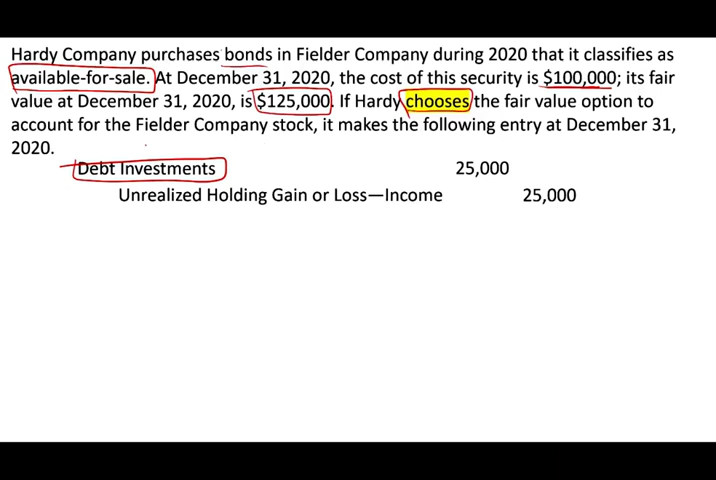 Hardy Company purchases bonds in Fielder Company during 2020 that it classifies as
available-for-sale. At December 31, 2020, the cost of this security is $100,000; its fair
value at December 31, 2020, is $125,000. If Hardy chooses the fair value option to
account for the Fielder Company stock, it makes the following entry at December 31,
2020.
Debt Investments 25,000
Unrealized Holding Gain or Loss—Income 25,000